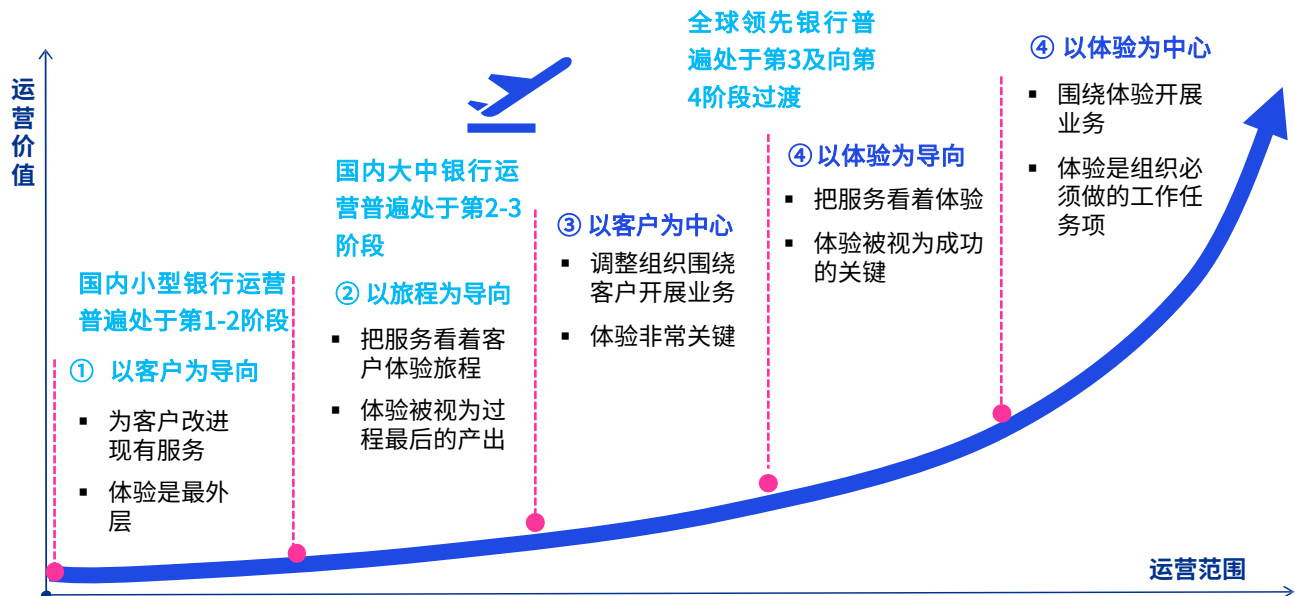 运
营
价
值
国内小型银行运营
普遍处于第1-2阶段
① 以客户为导向
▪ 为客户改进
现有服务
▪ 体验是最外
层
国内大中银行运
营普遍处于第2-3
阶段
② 以旅程为导向
▪ 把服务看着客
户体验旅程
▪ 体验被视为过
程最后的产出
③ 以客户为中心
▪ 调整组织围绕
客户开展业务
▪ 体验非常关键
全球领先银行普
遍处于第3及向第
4阶段过渡
④ 以体验为导向
▪ 把服务看着体验
▪ 体验被视为成功
的关键
④ 以体验为中心
▪ 围绕体验开展
业务
▪ 体验是组织必
须做的工作任
务项
运营范围